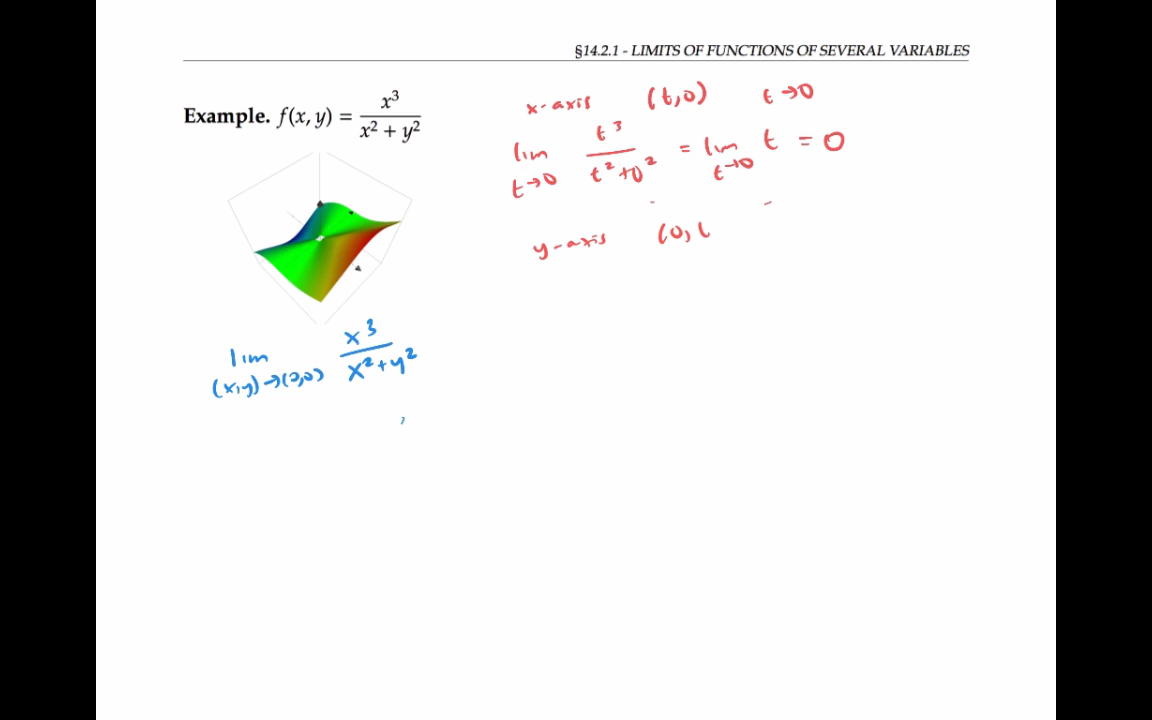 §14.2.1 - LIMITS OF FUNCTIONS OF SEVERAL VARIABLES
Example. f(x, y) = x³ / (x² + y²)
x-axis (t,0) t→0
lim t→0 t³ / (t²+0²) = lim t→0 t = 0
y-axis (0, (
lim (x,y)→(0,0) x³ / (x²+y²)